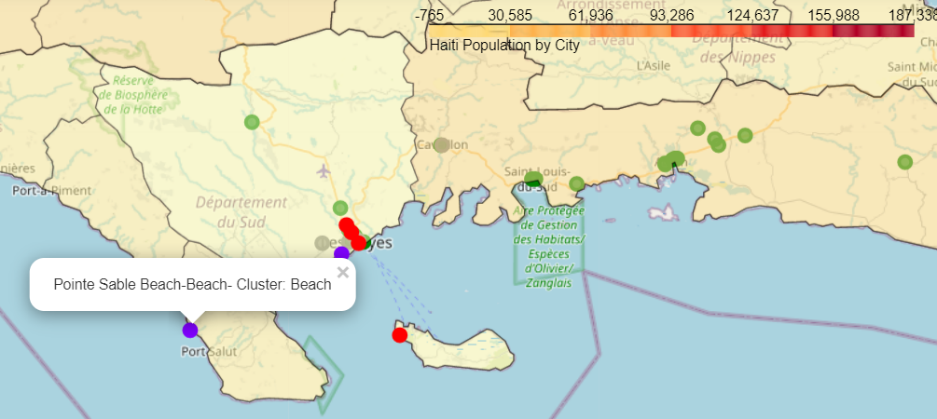 Arrondissement
-765 30,585 61,936 93,286 124,637 155,988 187,338
Haiti Population by City
à Veau
Département
des Nippes
L'Asile
Saint Mic
du Su
Réserve
de Biosphère
de la Hotte
Cavaillon
Saint-Louis-
du-Sud
nières
Port-à-Piment
Département
du Sud
Aire Protégée
de Gestion
des Habitats/
Espèces
d'Olivier/
Zanglais
Les Cayes
Pointe Sable Beach-Beach- Cluster: Beach
×
Port-Salut